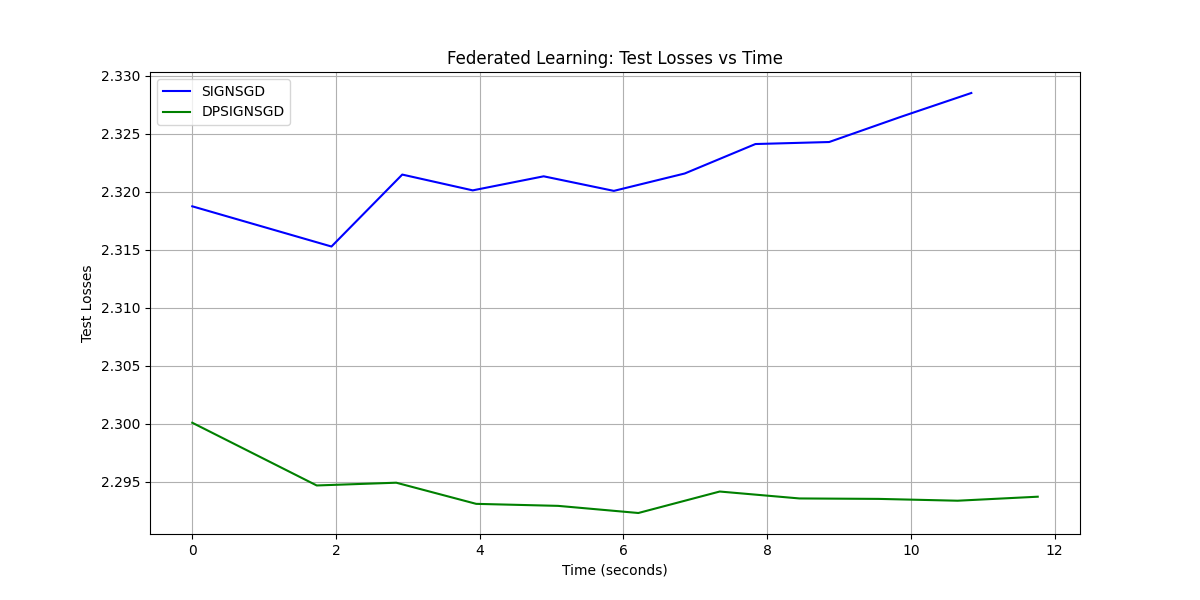 Federated Learning: Test Losses vs Time
SIGNSGD
DPSIGNSGD
Test Losses
2.330
2.325
2.320
2.315
2.310
2.305
2.300
2.295
0 2 4 6 8 10 12
Time (seconds)